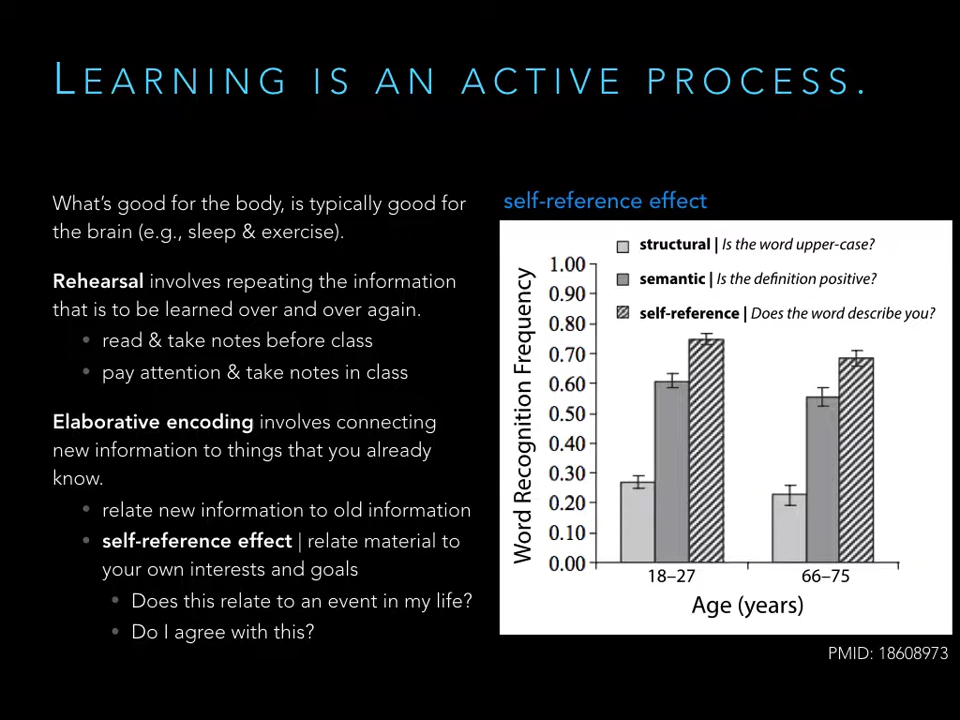 LEARNING IS AN ACTIVE PROCESS.
What's good for the body, is typically good for
the brain (e.g., sleep & exercise).
Rehearsal involves repeating the information
that is to be learned over and over again.
• read & take notes before class
• pay attention & take notes in class
Elaborative encoding involves connecting
new information to things that you already
know.
• relate new information to old information
• self-reference effect | relate material to
your own interests and goals
• Does this relate to an event in my life?
• Do I agree with this?
self-reference effect
structural | Is the word upper-case?
semantic | Is the definition positive?
self-reference | Does the word describe you?
Word Recognition Frequency
1.00
0.90
0.80
0.70
0.60
0.50
0.40
0.30
0.20
0.10
0.00
18–27 66–75
Age (years)
PMID: 18608973